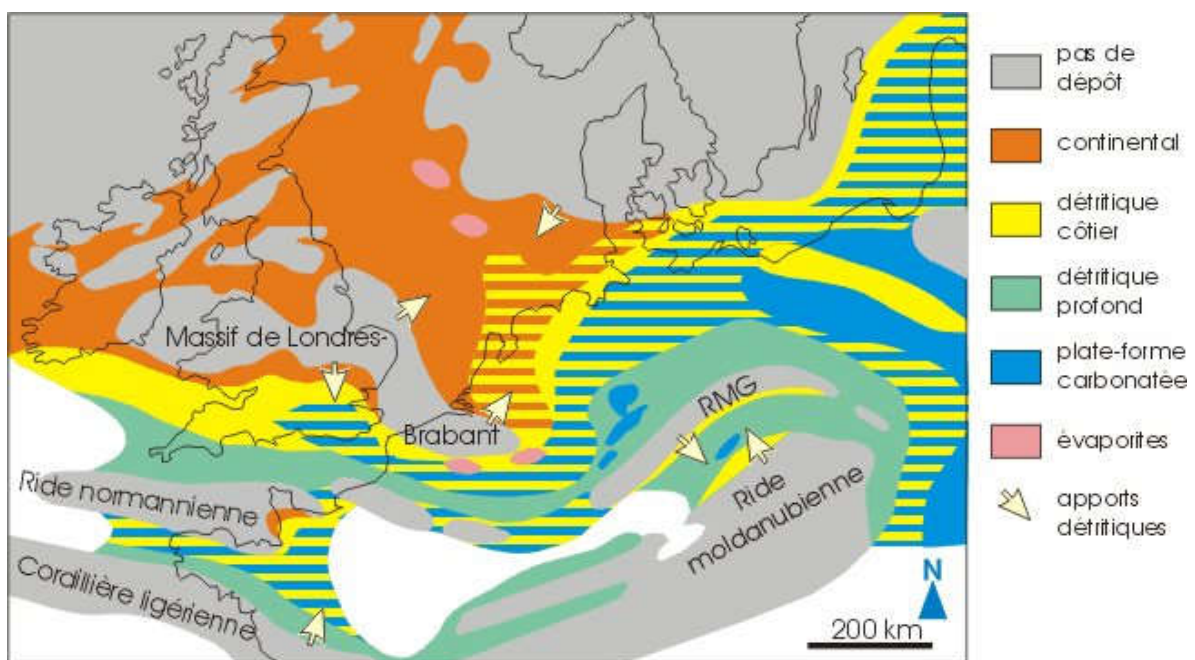 Massif de Londres-
Brabant
RMG
Ride normannienne
Ride
moldanubienne
Cordillière ligérienne
N
200 km
pas de
dépôt
continental
détritique
côtier
détritique
profond
plate-forme
carbonatée
évaporites
apports
détritiques